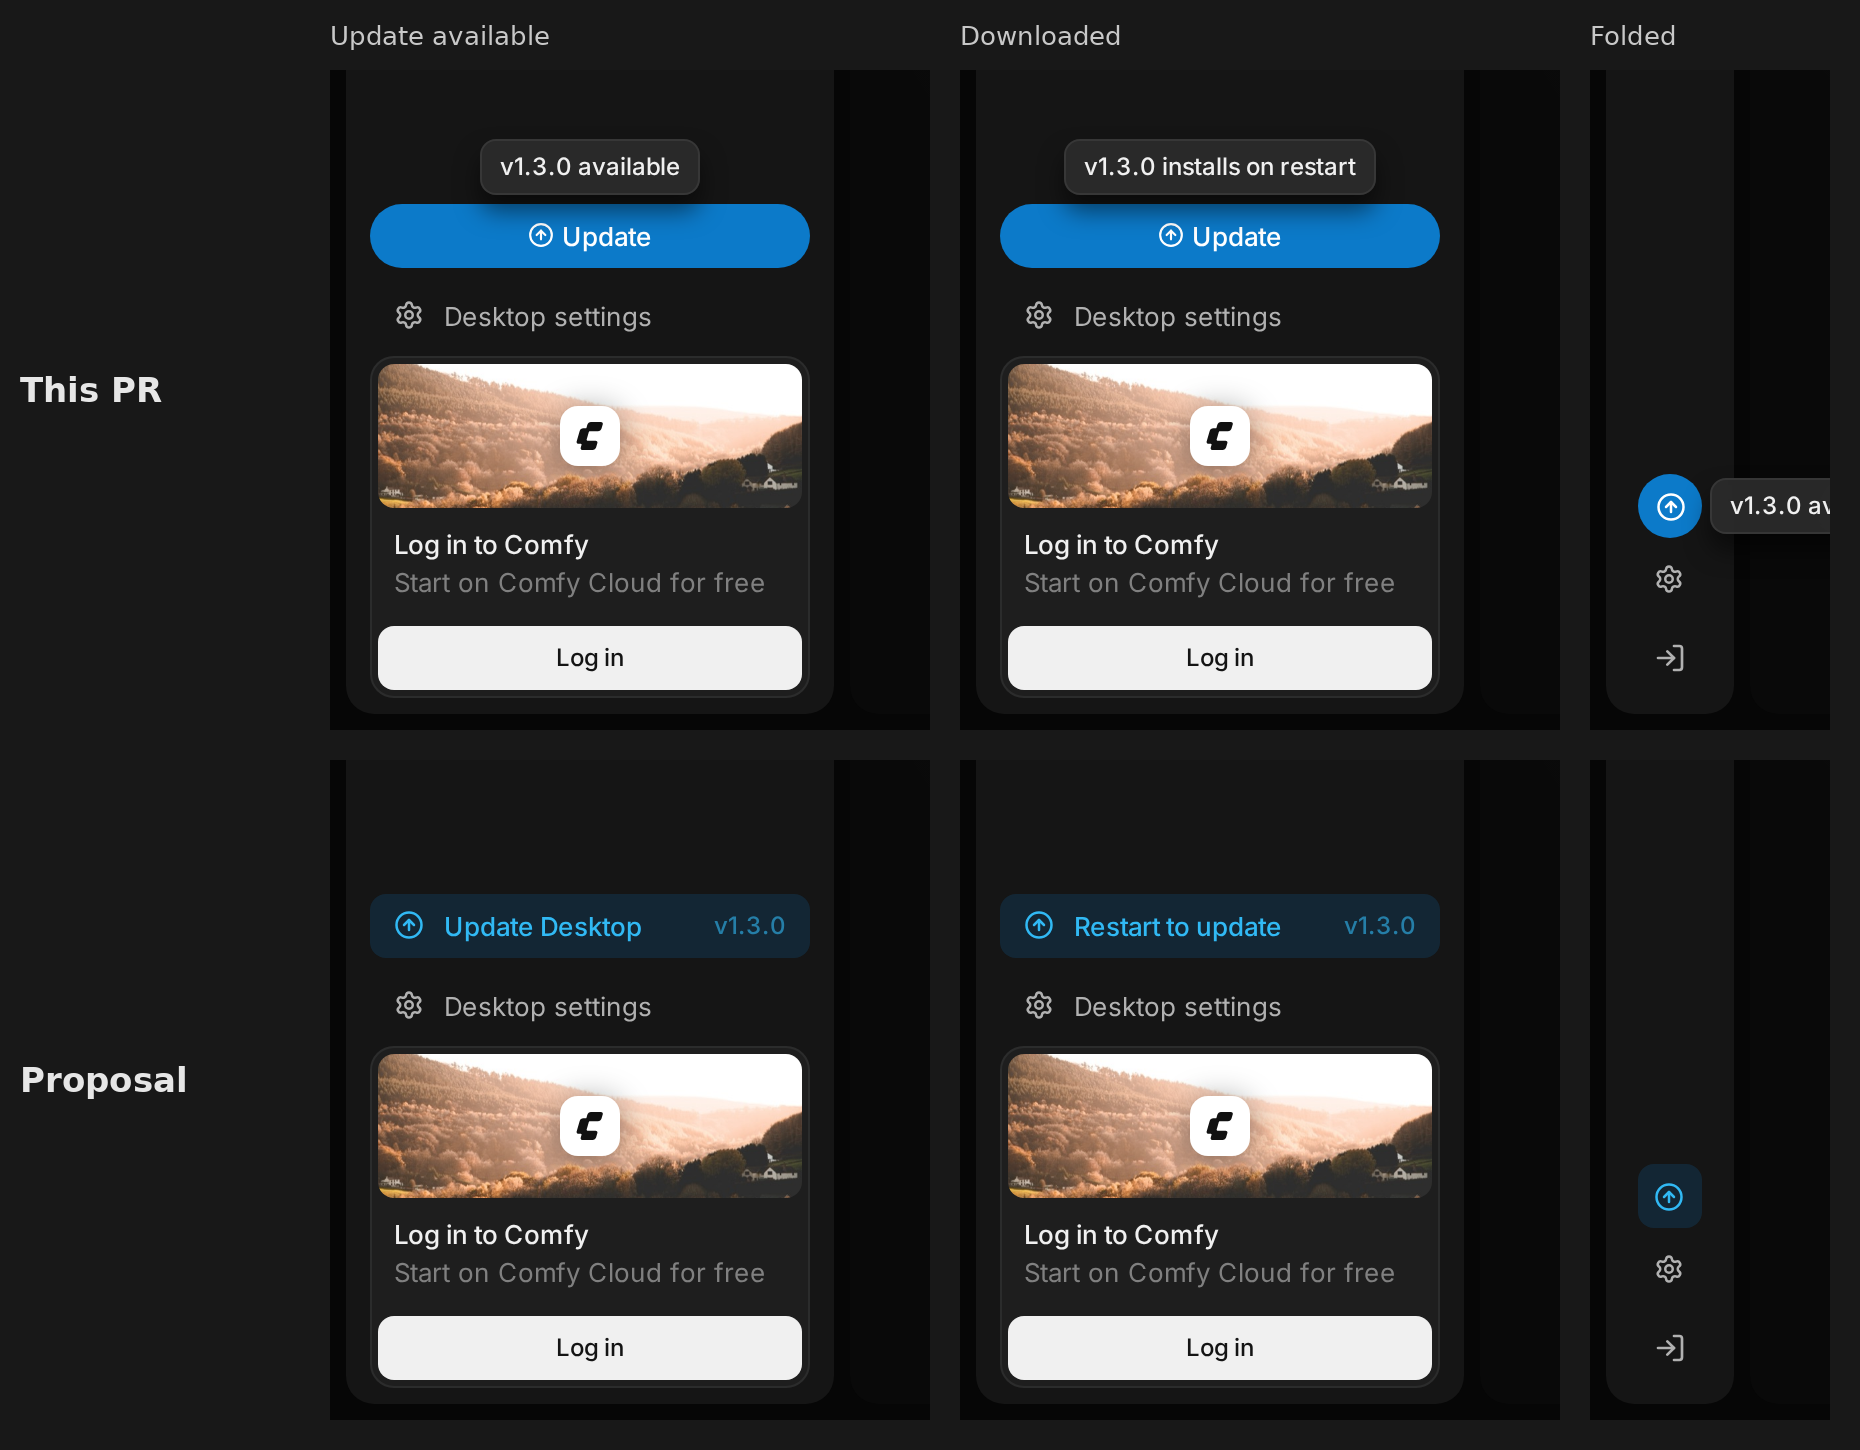 Update available
Downloaded
Folded
This PR
v1.3.0 available
Update
Desktop settings
Log in to Comfy
Start on Comfy Cloud for free
Log in
v1.3.0 installs on restart
Update
Desktop settings
Log in to Comfy
Start on Comfy Cloud for free
Log in
v1.3.0 av
Proposal
Update Desktop v1.3.0
Desktop settings
Log in to Comfy
Start on Comfy Cloud for free
Log in
Restart to update v1.3.0
Desktop settings
Log in to Comfy
Start on Comfy Cloud for free
Log in